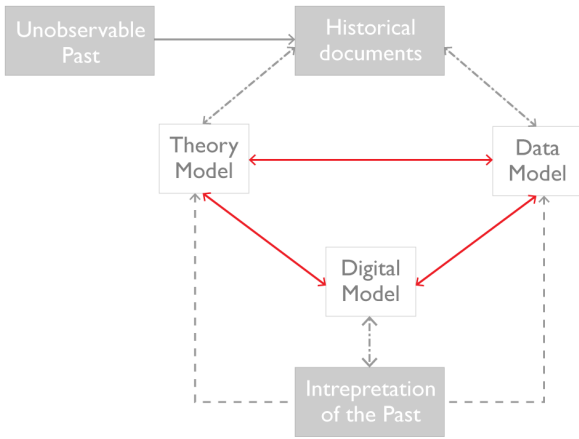 Unobservable
Past
Historical
documents
Theory
Model
Data
Model
Digital
Model
Intrepretation
of the Past